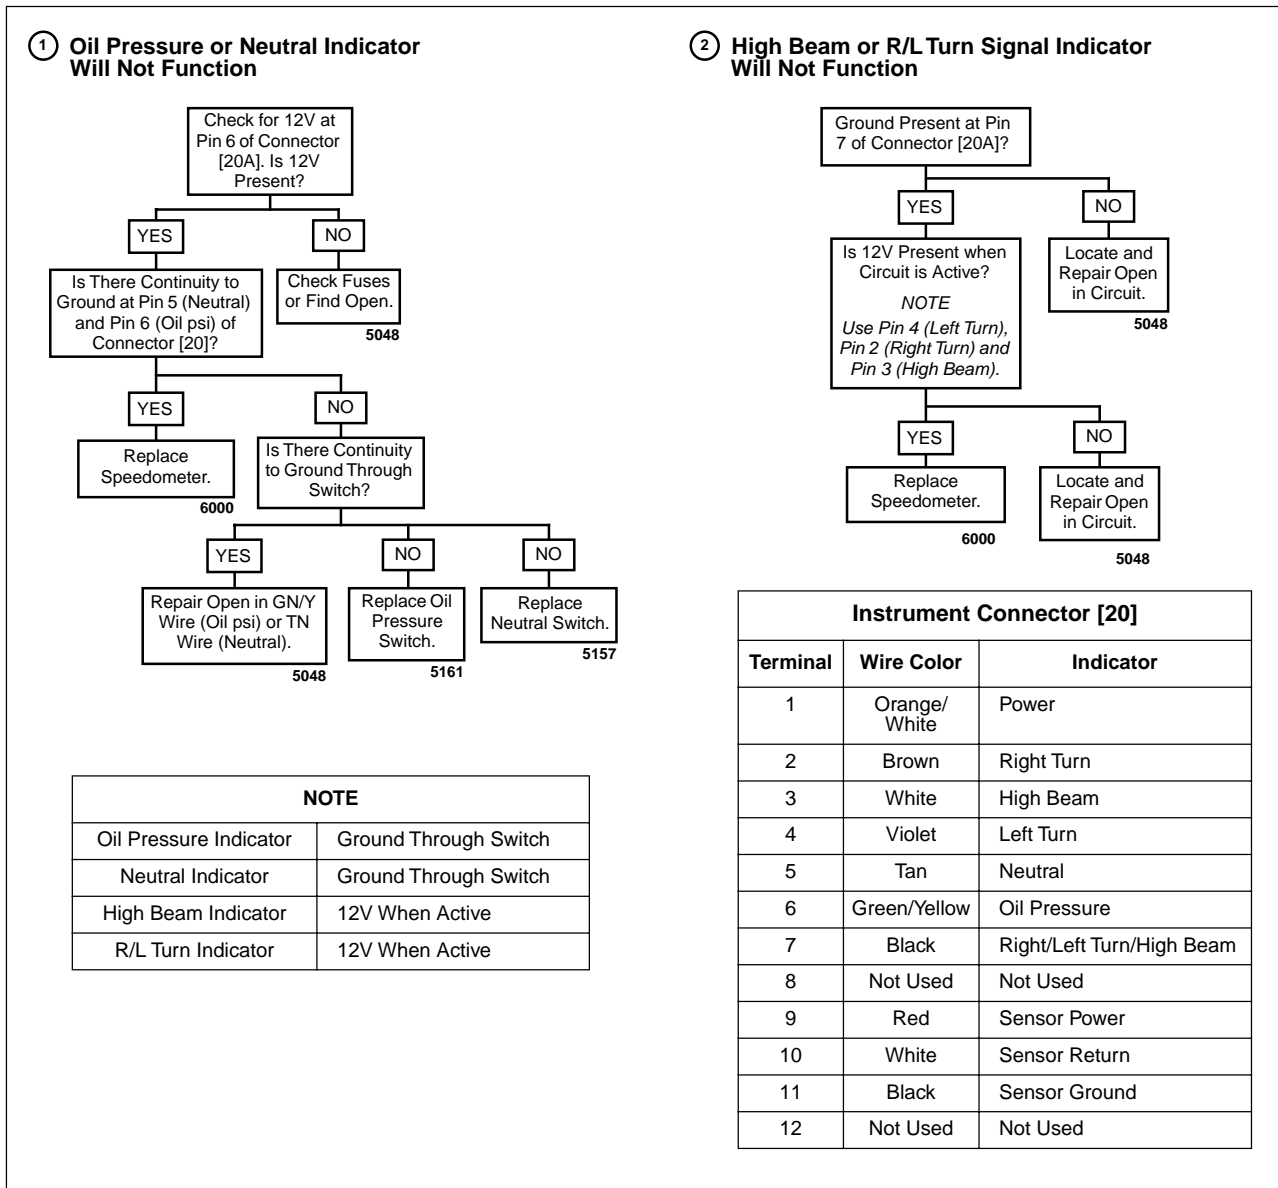 1 Oil Pressure or Neutral Indicator
Will Not Function
Check for 12V at
Pin 6 of Connector
[20A]. Is 12V
Present?
YES
NO
Is There Continuity to
Ground at Pin 5 (Neutral)
and Pin 6 (Oil psi) of
Connector [20]?
Check Fuses
or Find Open.
5048
YES
NO
Replace
Speedometer.
6000
Is There Continuity
to Ground Through
Switch?
YES
NO
NO
Repair Open in GN/Y
Wire (Oil psi) or TN
Wire (Neutral).
5048
Replace Oil
Pressure
Switch.
5161
Replace
Neutral Switch.
5157
NOTE
Oil Pressure Indicator Ground Through Switch
Neutral Indicator Ground Through Switch
High Beam Indicator 12V When Active
R/L Turn Indicator 12V When Active
2 High Beam or R/L Turn Signal Indicator
Will Not Function
Ground Present at Pin
7 of Connector [20A]?
YES
NO
Is 12V Present when
Circuit is Active?
NOTE
Use Pin 4 (Left Turn),
Pin 2 (Right Turn) and
Pin 3 (High Beam).
Locate and
Repair Open
in Circuit.
5048
YES
NO
Replace
Speedometer.
6000
Locate and
Repair Open
in Circuit.
5048
Instrument Connector [20]
Terminal Wire Color Indicator
1 Orange/ Power
White
2 Brown Right Turn
3 White High Beam
4 Violet Left Turn
5 Tan Neutral
6 Green/Yellow Oil Pressure
7 Black Right/Left Turn/High Beam
8 Not Used Not Used
9 Red Sensor Power
10 White Sensor Return
11 Black Sensor Ground
12 Not Used Not Used